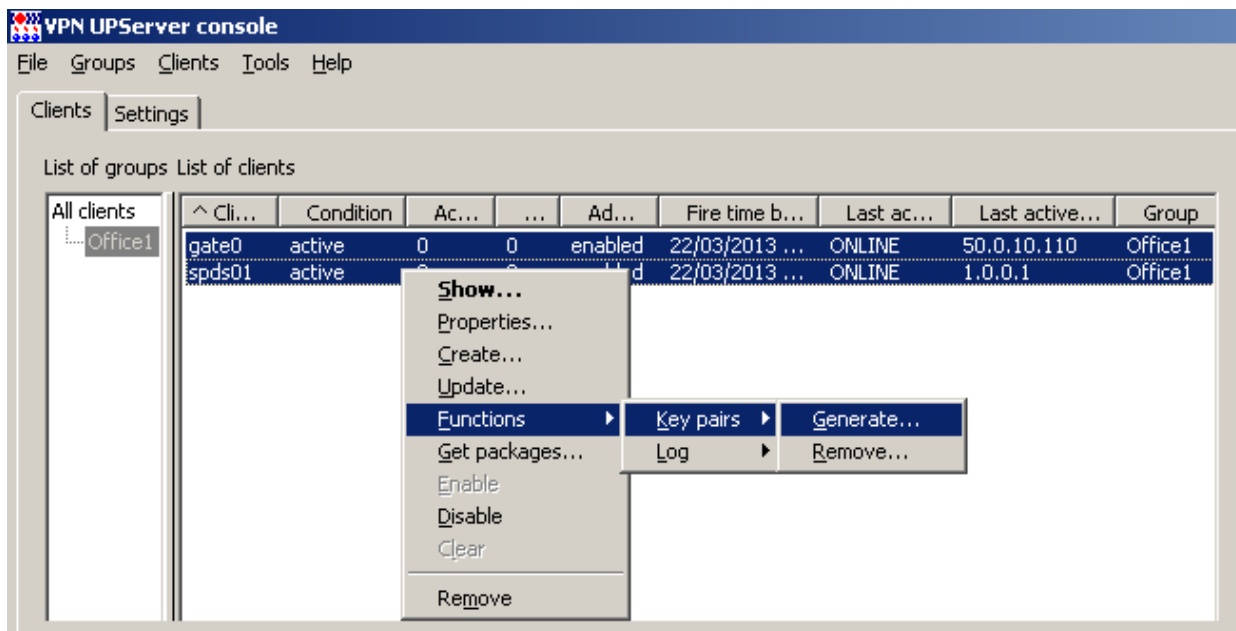 VPN UPServer console
File Groups Clients Tools Help
Clients Settings
List of groups List of clients
All clients
Office1
^ Cli... Condition Ac... ... Ad... Fire time b... Last ac... Last active... Group
gate0 active 0 0 enabled 22/03/2013 ... ONLINE 50.0.10.110 Office1
spds01 active 22/03/2013 ... ONLINE 1.0.0.1 Office1
Show...
Properties...
Create...
Update...
Functions
Get packages...
Enable
Disable
Clear
Remove
Key pairs
Log
Generate...
Remove...